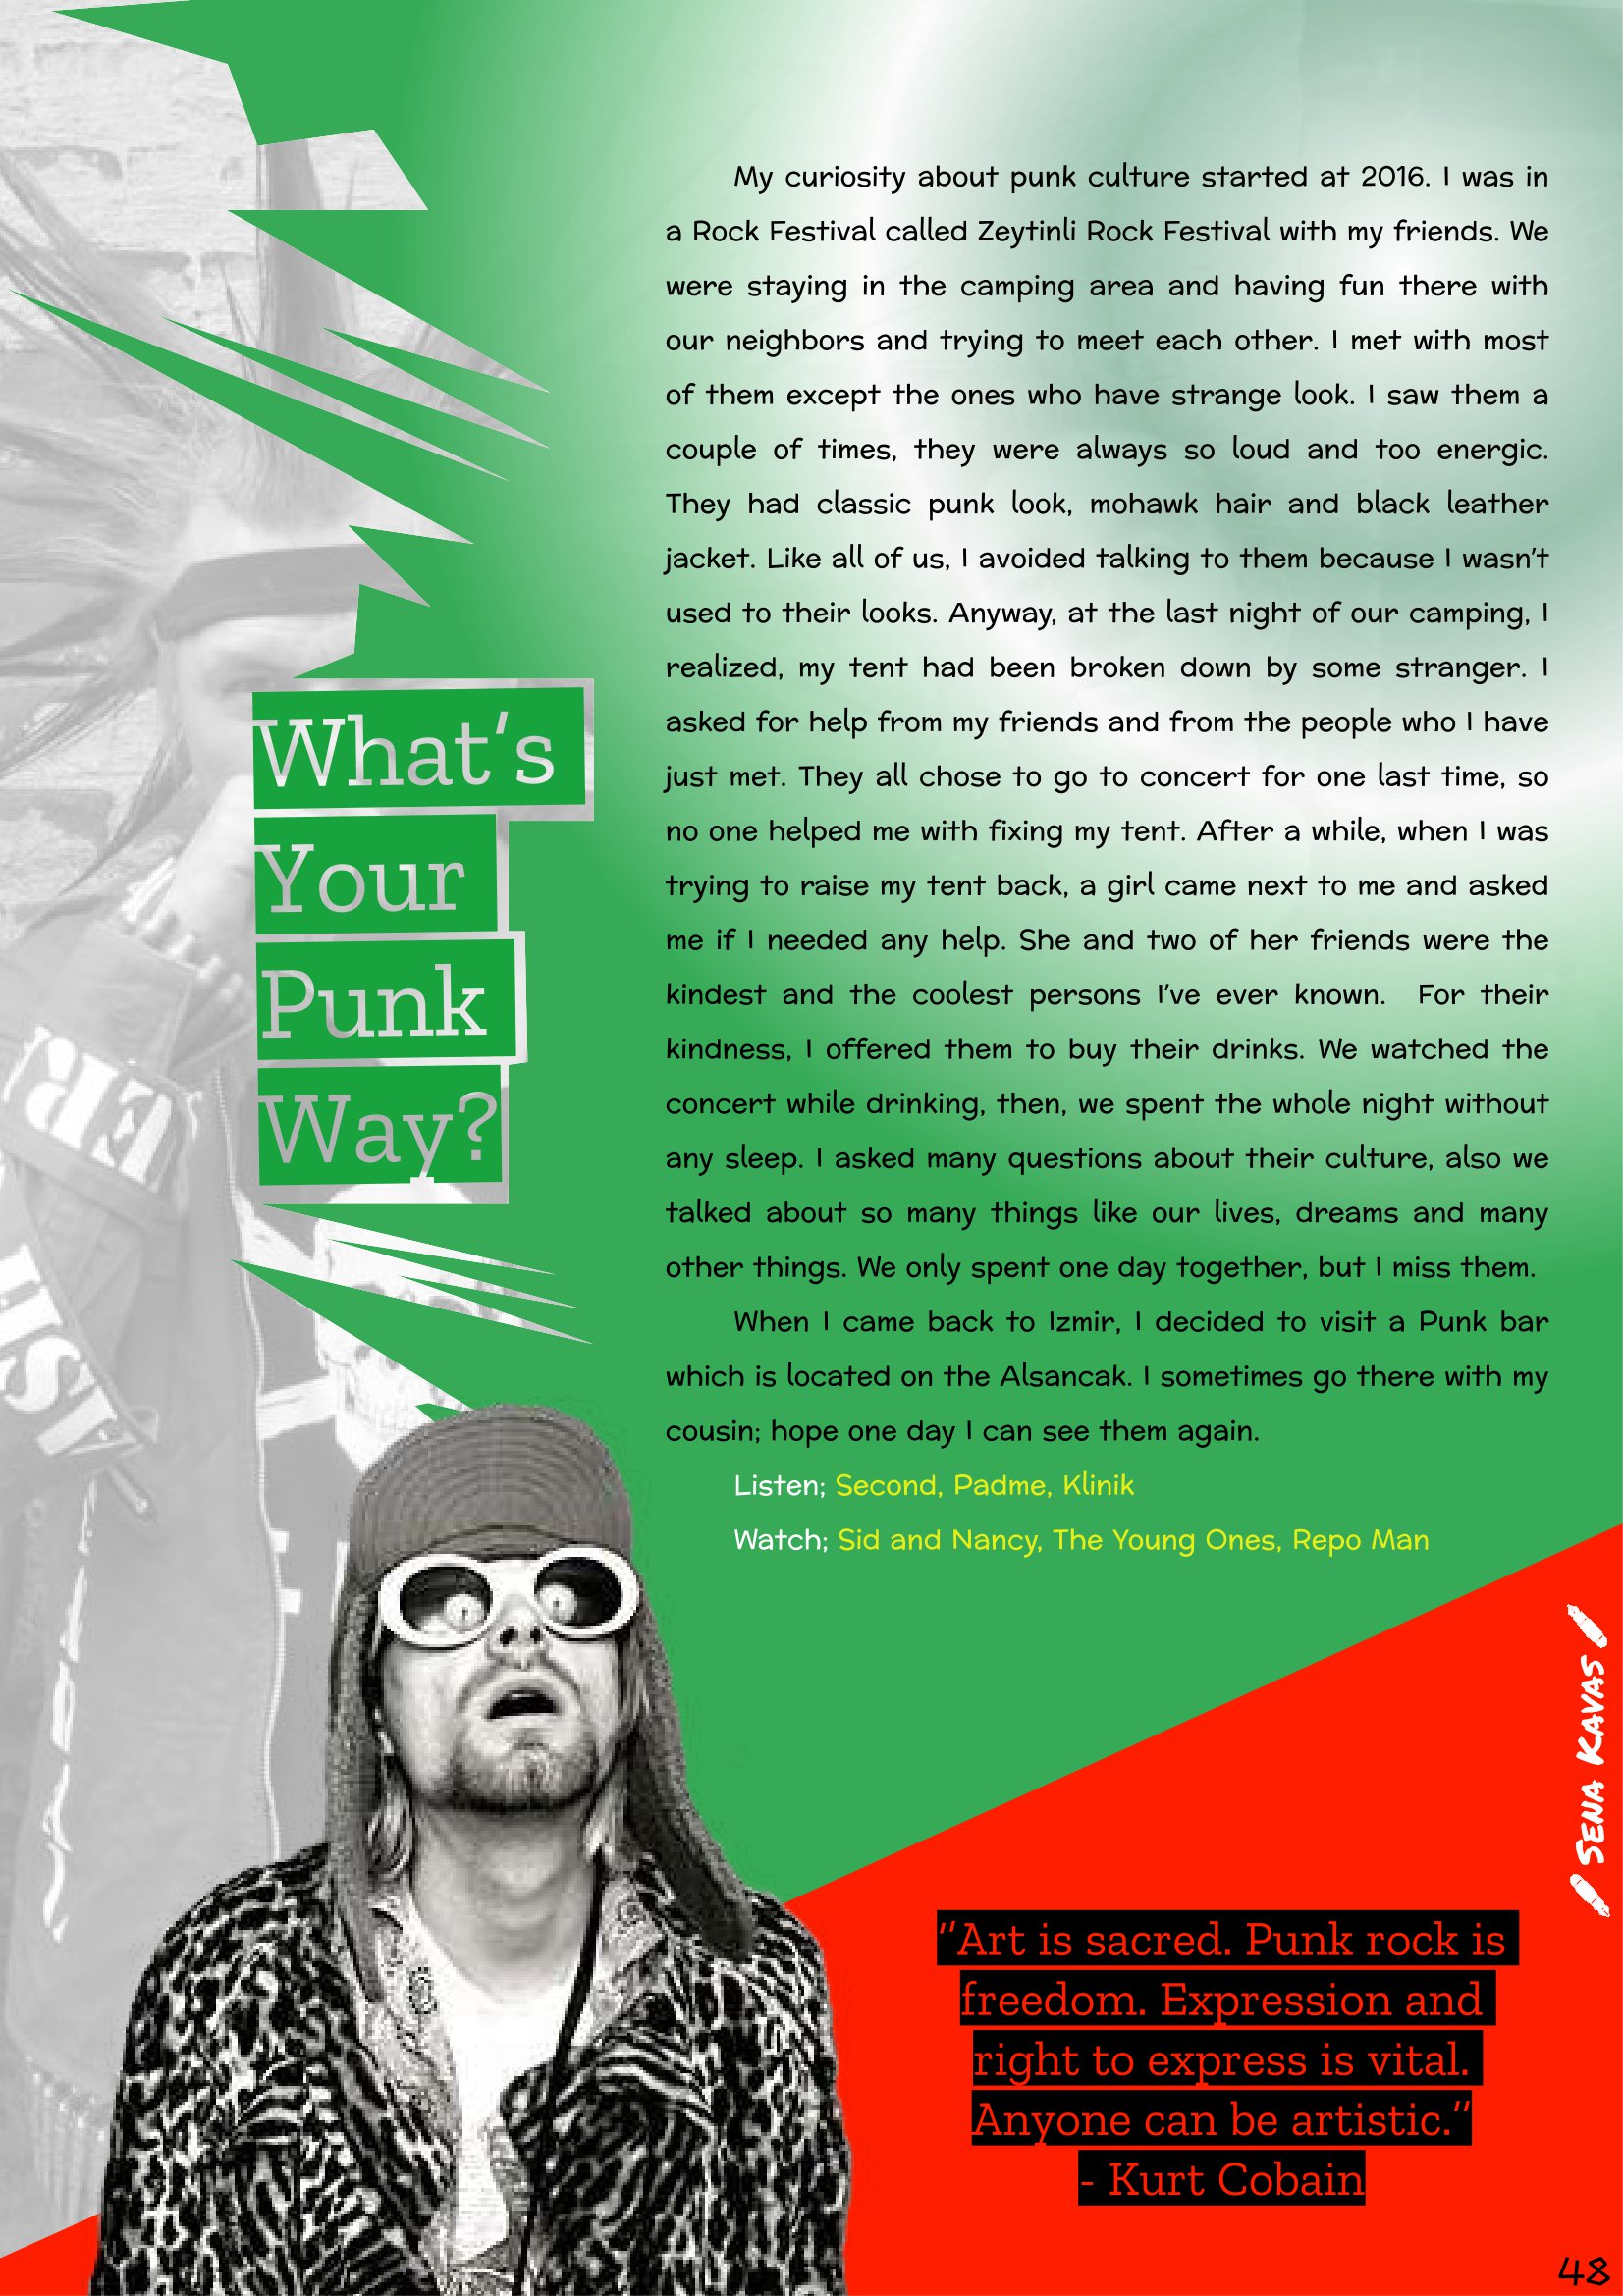 My curiosity about punk culture started at 2016. I was in
a Rock Festival called Zeytinli Rock Festival with my friends. We
were staying in the camping area and having fun there with
our neighbors and trying to meet each other. I met with most
of them except the ones who have strange look. I saw them a
couple of times, they were always so loud and too energic.
They had classic punk look, mohawk hair and black leather
jacket. Like all of us, I avoided talking to them because I wasn't
used to their looks. Anyway, at the last night of our camping, I
realized, my tent had been broken down by some stranger. I
asked for help from my friends and from the people who I have
just met. They all chose to go to concert for one last time, so
no one helped me with fixing my tent. After a while, when I was
trying to raise my tent back, a girl came next to me and asked
me if I needed any help. She and two of her friends were the
kindest and the coolest persons I've ever known. For their
kindness, I offered them to buy their drinks. We watched the
concert while drinking, then, we spent the whole night without
any sleep. I asked many questions about their culture, also we
talked about so many things like our lives, dreams and many
other things. We only spent one day together, but I miss them.
When I came back to Izmir, I decided to visit a Punk bar
which is located on the Alsancak. I sometimes go there with my
cousin; hope one day I can see them again.
Listen; Second, Padme, Klinik
Watch; Sid and Nancy, The Young Ones, Repo Man
What's
Your
Punk
Way?
Sena Kavas
"Art is sacred. Punk rock is
freedom. Expression and
right to express is vital.
Anyone can be artistic."
- Kurt Cobain
48